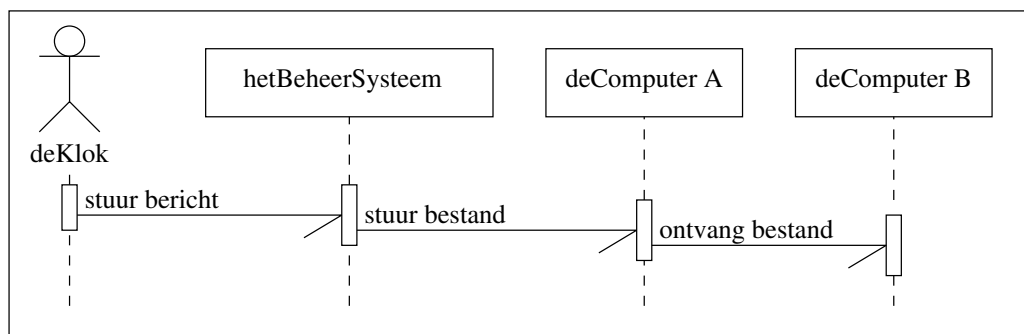 hetBeheerSysteem
deComputer A
deComputer B
deKlok
stuur bericht
stuur bestand
ontvang bestand